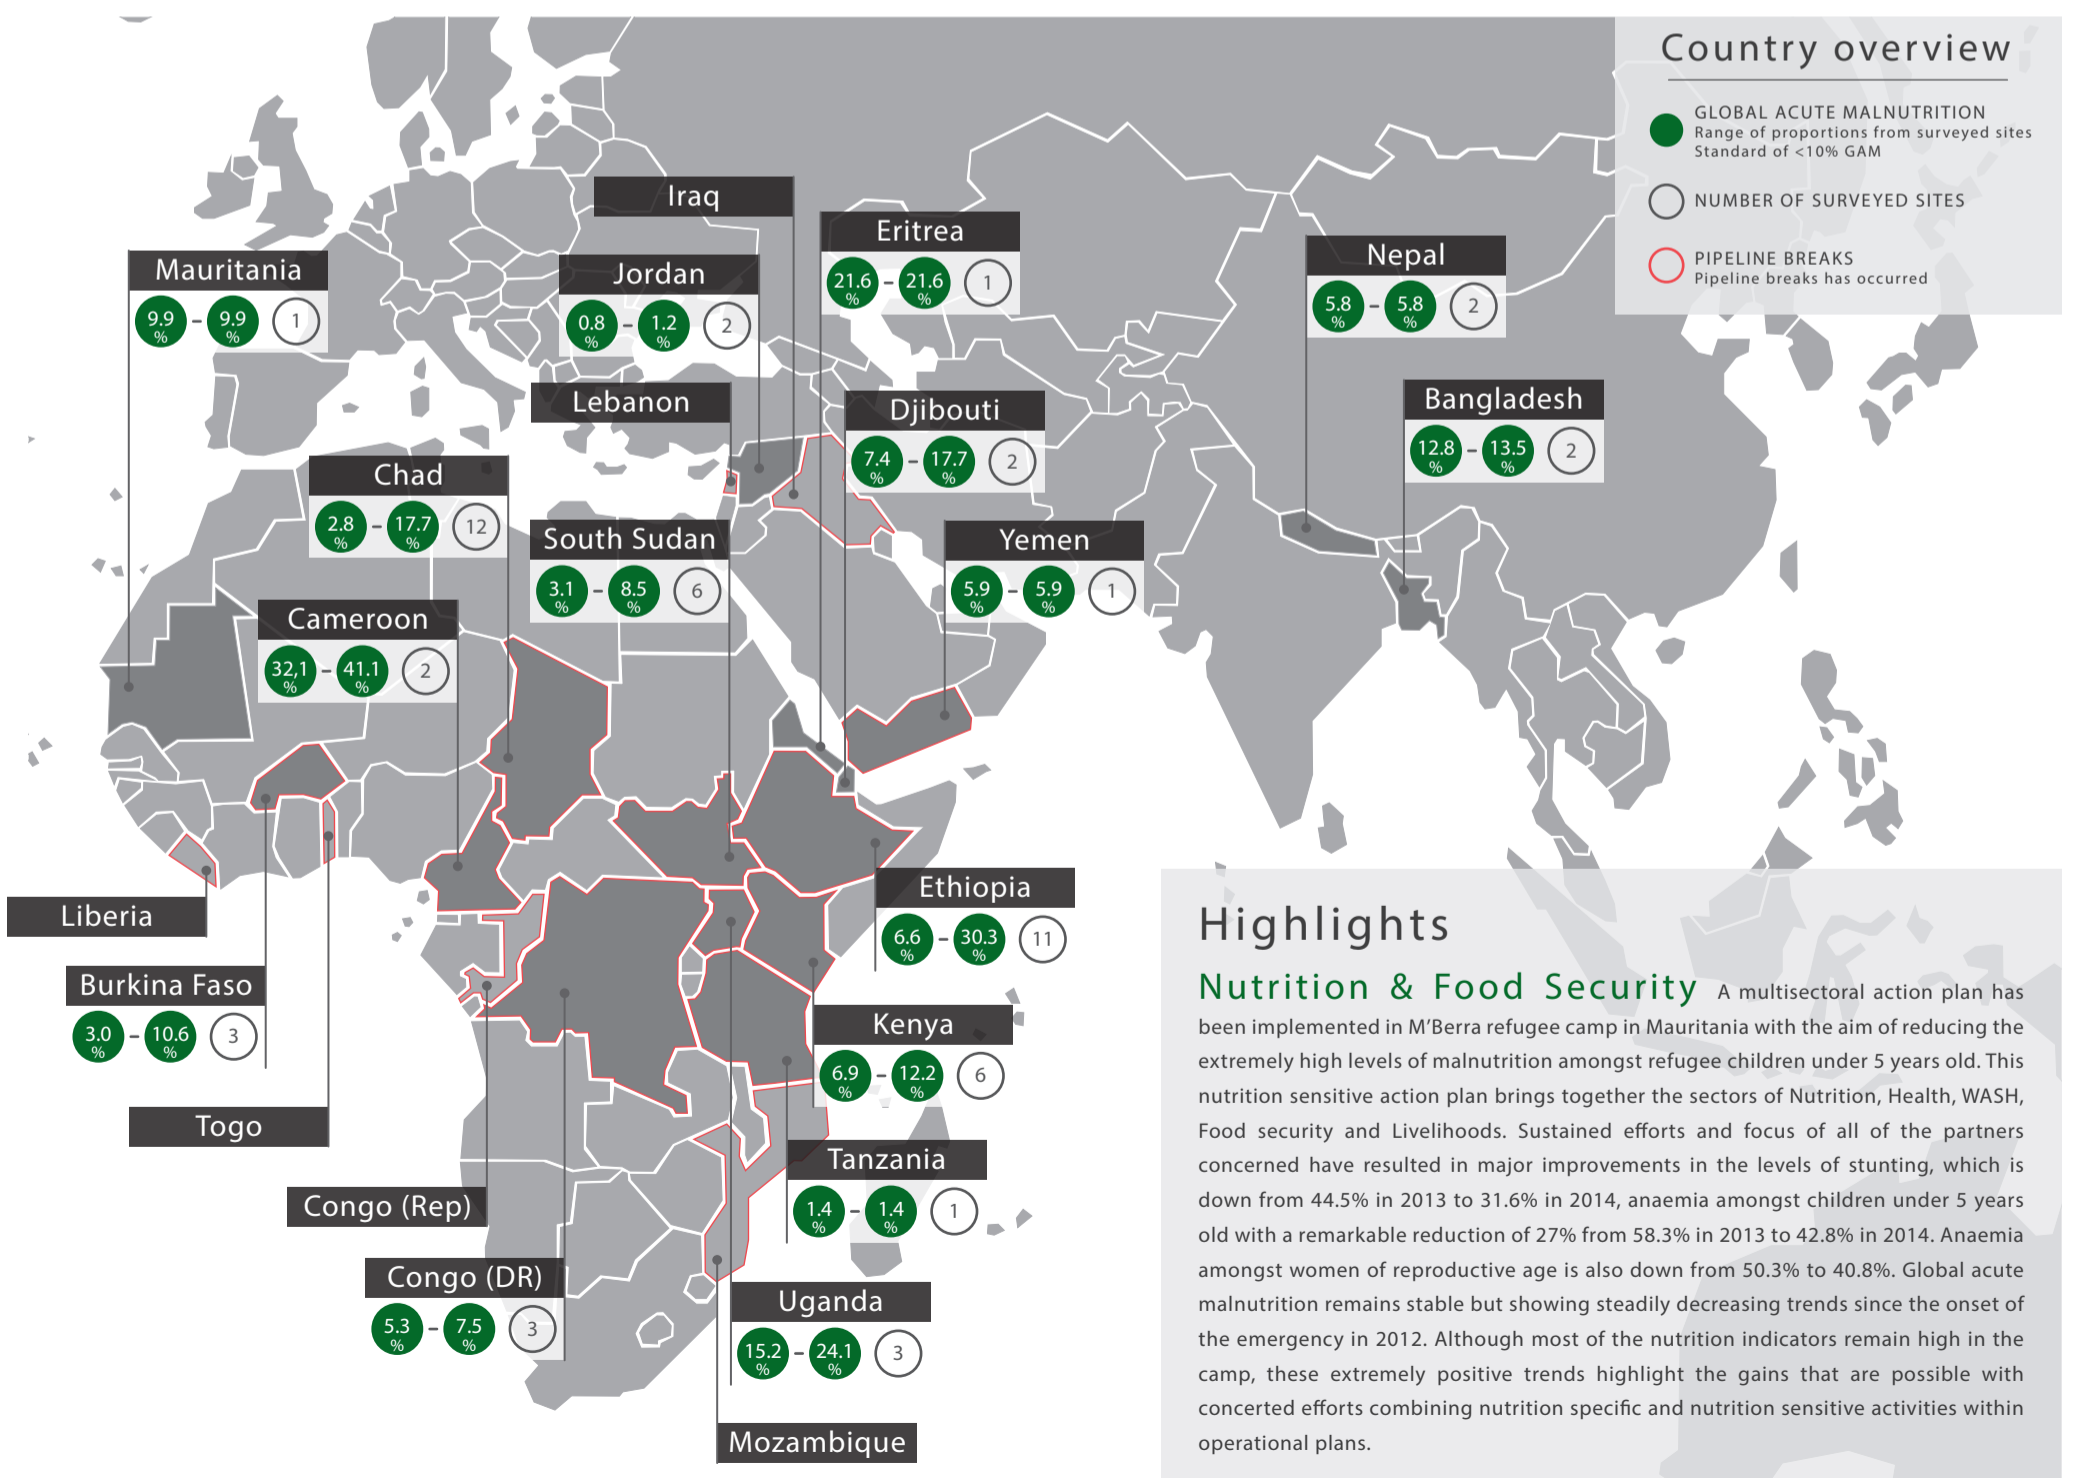 Country overview
GLOBAL ACUTE MALNUTRITION
Range of proportions from surveyed sites
Standard of <10% GAM
NUMBER OF SURVEYED SITES
PIPELINE BREAKS
Pipeline breaks has occurred
Iraq
Eritrea
21.6 % – 21.6 % 1
Nepal
5.8 % – 5.8 % 2
Mauritania
9.9 % – 9.9 % 1
Jordan
0.8 % – 1.2 % 2
Lebanon
Djibouti
7.4 % – 17.7 % 2
Bangladesh
12.8 % – 13.5 % 2
Chad
2.8 % – 17.7 % 12
South Sudan
3.1 % – 8.5 % 6
Yemen
5.9 % – 5.9 % 1
Cameroon
32,1 % – 41.1 % 2
Liberia
Ethiopia
6.6 % – 30.3 % 11
Burkina Faso
3.0 % – 10.6 % 3
Kenya
6.9 % – 12.2 % 6
Togo
Tanzania
1.4 % – 1.4 % 1
Congo (Rep)
Congo (DR)
5.3 % – 7.5 % 3
Uganda
15.2 % – 24.1 % 3
Mozambique
Highlights
Nutrition & Food Security A multisectoral action plan has
been implemented in M'Berra refugee camp in Mauritania with the aim of reducing the
extremely high levels of malnutrition amongst refugee children under 5 years old. This
nutrition sensitive action plan brings together the sectors of Nutrition, Health, WASH,
Food security and Livelihoods. Sustained efforts and focus of all of the partners
concerned have resulted in major improvements in the levels of stunting, which is
down from 44.5% in 2013 to 31.6% in 2014, anaemia amongst children under 5 years
old with a remarkable reduction of 27% from 58.3% in 2013 to 42.8% in 2014. Anaemia
amongst women of reproductive age is also down from 50.3% to 40.8%. Global acute
malnutrition remains stable but showing steadily decreasing trends since the onset of
the emergency in 2012. Although most of the nutrition indicators remain high in the
camp, these extremely positive trends highlight the gains that are possible with
concerted efforts combining nutrition specific and nutrition sensitive activities within
operational plans.